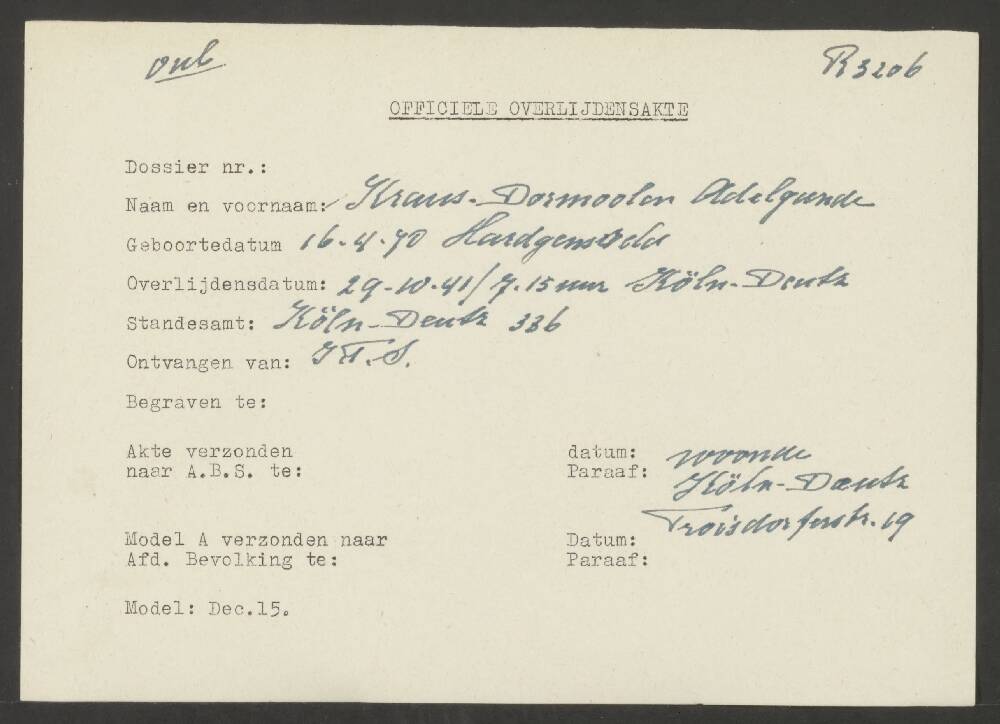 onb
R3206
OFFICIELE OVERLIJDENSAKTE
Dossier nr.:
Naam en voornaam: Kraus-Dormoolen Adelgunde
Geboortedatum 16-4-70
Overlijdensdatum: 29-10-41/7.15 uur Köln-Deutz
Standesamt: Köln-Deutz 336
Ontvangen van: I.T.S.
Begraven te:
Akte verzonden
naar A.B.S. te:
datum: woonde
Paraaf: Köln-Deutz
Troisdorferstr. 19
Model A verzonden naar
Afd. Bevolking te:
Datum:
Paraaf:
Model: Dec.15.